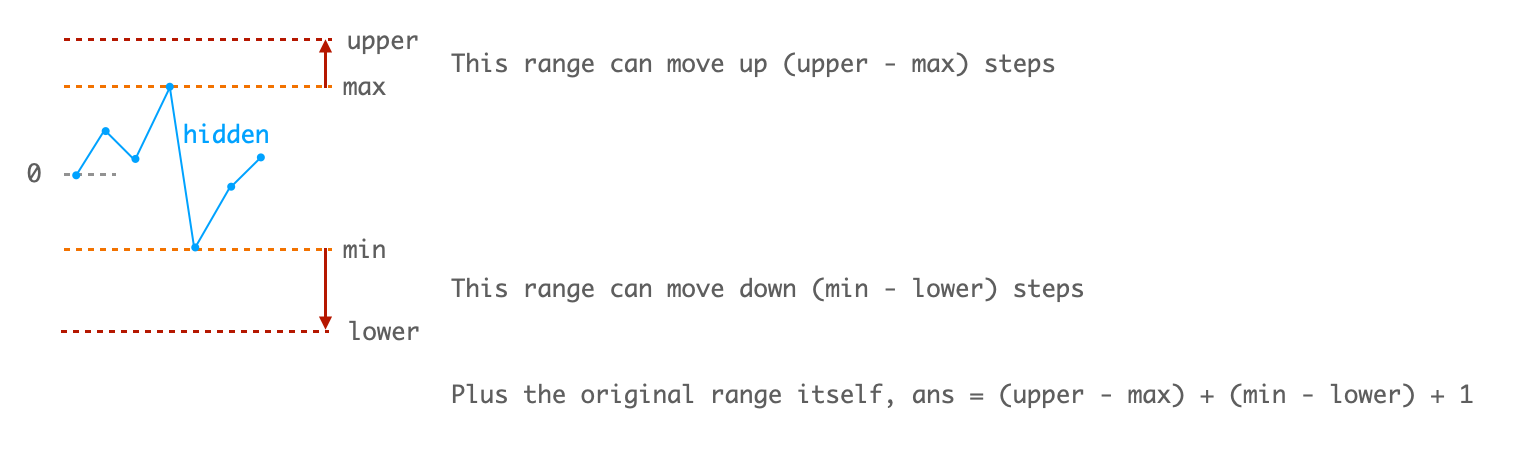 upper
This range can move up (upper - max) steps
max
hidden
0
min
This range can move down (min - lower) steps
lower
Plus the original range itself, ans = (upper - max) + (min - lower) + 1